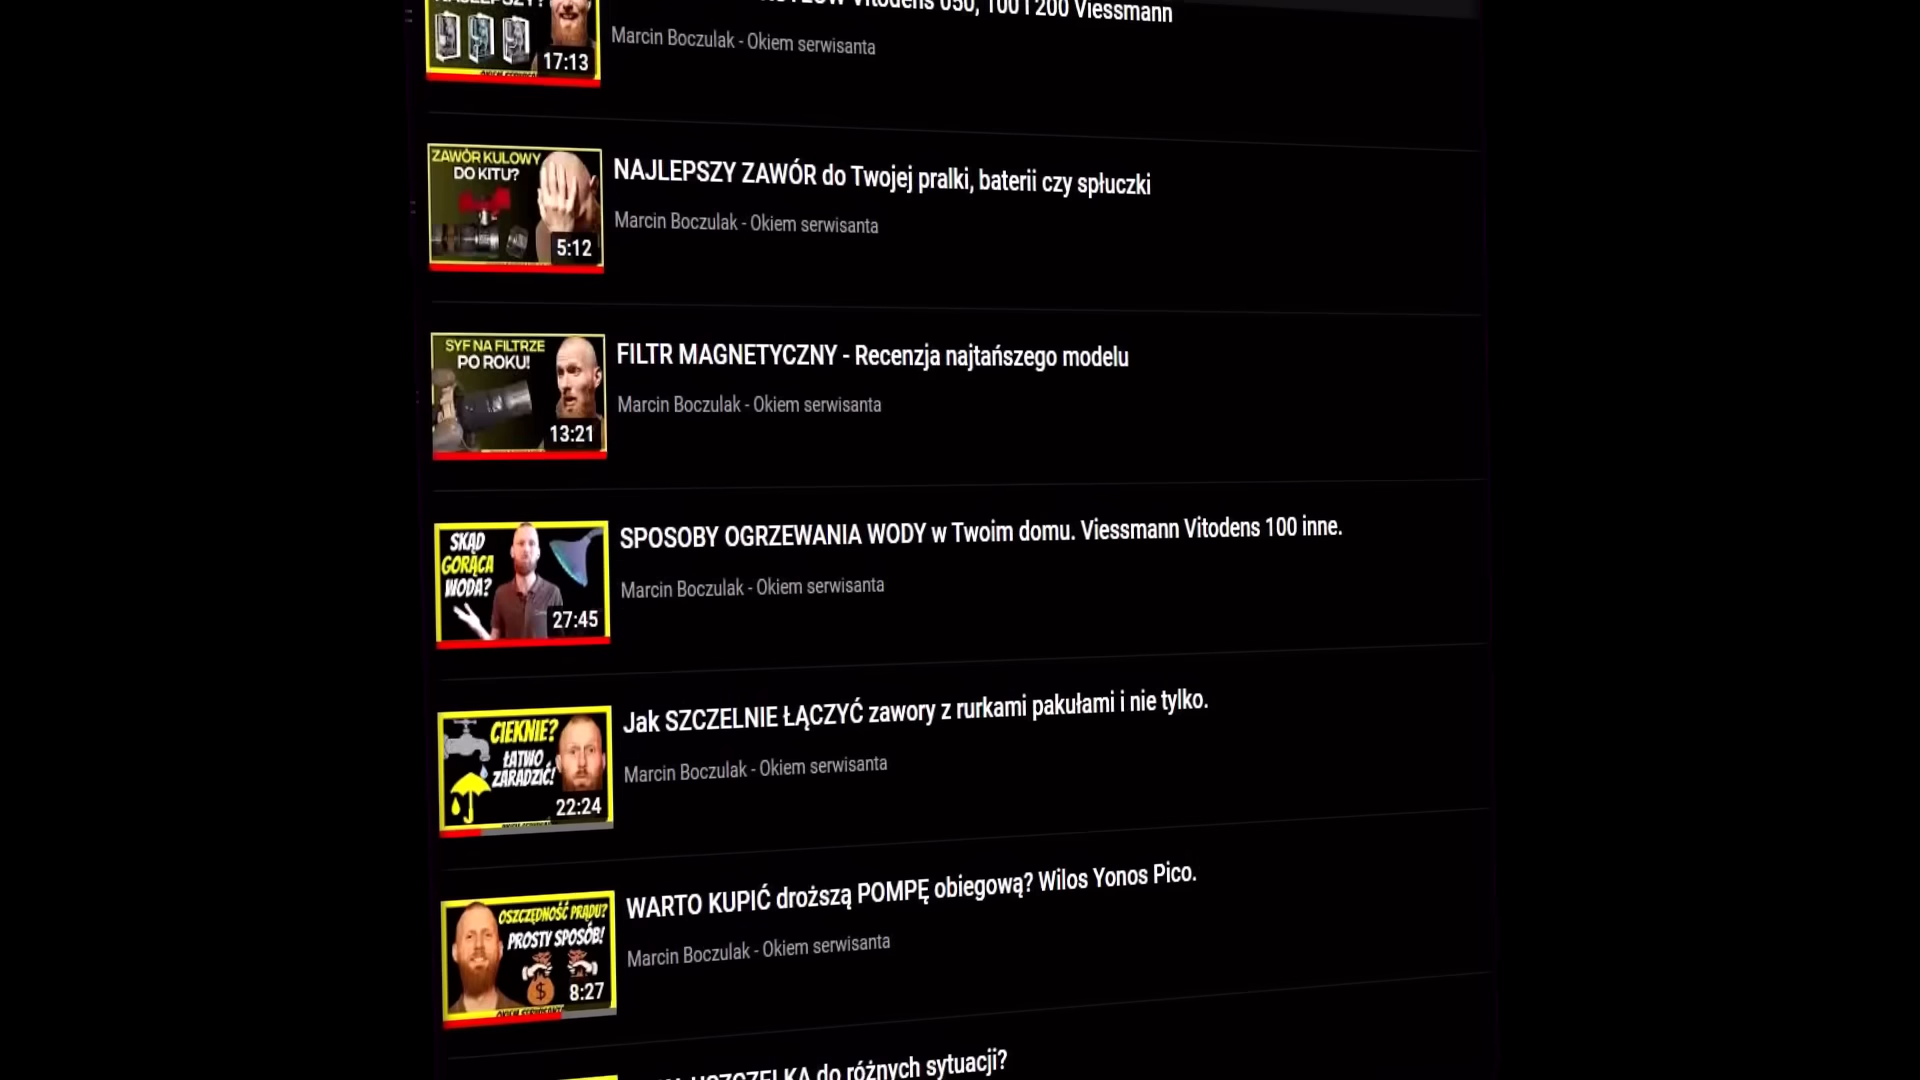 Vitodens 050, 100 i 200 Viessmann
Marcin Boczulak - Okiem serwisanta
17:13
ZAWÓR KULOWY
DO KITU?
5:12
NAJLEPSZY ZAWÓR do Twojej pralki, baterii czy spłuczki
Marcin Boczulak - Okiem serwisanta
SYF NA FILTRZE
PO ROKU!
13:21
FILTR MAGNETYCZNY - Recenzja najtańszego modelu
Marcin Boczulak - Okiem serwisanta
SKĄD
GORĄCA
WODA?
27:45
SPOSOBY OGRZEWANIA WODY w Twoim domu. Viessmann Vitodens 100 inne.
Marcin Boczulak - Okiem serwisanta
CIEKNIE?
ŁATWO
ZARADZIĆ!
22:24
Jak SZCZELNIE ŁĄCZYĆ zawory z rurkami pakułami i nie tylko.
Marcin Boczulak - Okiem serwisanta
OSZCZĘDNOŚĆ PRĄDU?
PROSTY SPOSÓB!
$
8:27
WARTO KUPIĆ droższą POMPĘ obiegową? Wilos Yonos Pico.
Marcin Boczulak - Okiem serwisanta
USZCZELKA do różnych sytuacji?